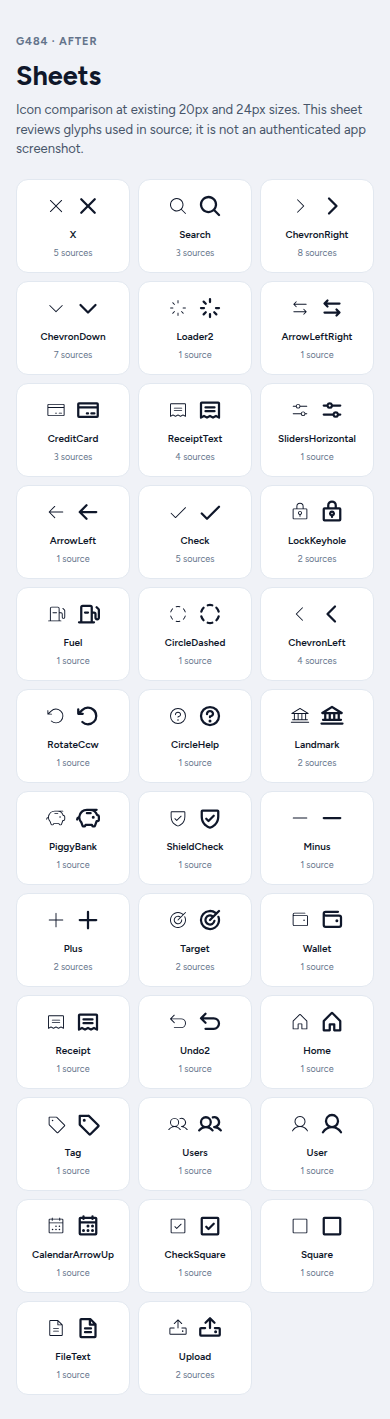 G484 · AFTER
Sheets
Icon comparison at existing 20px and 24px sizes. This sheet
reviews glyphs used in source; it is not an authenticated app
screenshot.
X
5 sources
Search
3 sources
ChevronRight
8 sources
ChevronDown
7 sources
Loader2
1 source
ArrowLeftRight
1 source
CreditCard
3 sources
ReceiptText
4 sources
SlidersHorizontal
1 source
ArrowLeft
1 source
Check
5 sources
LockKeyhole
2 sources
Fuel
1 source
CircleDashed
1 source
ChevronLeft
4 sources
RotateCcw
1 source
CircleHelp
1 source
Landmark
2 sources
PiggyBank
1 source
ShieldCheck
1 source
Minus
1 source
Plus
2 sources
Target
2 sources
Wallet
1 source
Receipt
1 source
Undo2
1 source
Home
1 source
Tag
1 source
Users
1 source
User
1 source
CalendarArrowUp
1 source
CheckSquare
1 source
Square
1 source
FileText
1 source
Upload
2 sources